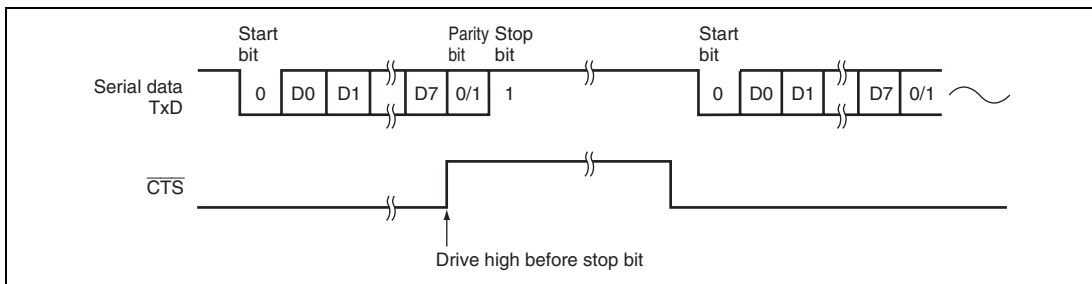 Start
bit
Parity
bit
Stop
bit
Start
bit
Serial data
TxD
0 D0 D1 D7 0/1 1 0 D0 D1 D7 0/1
CTS
Drive high before stop bit